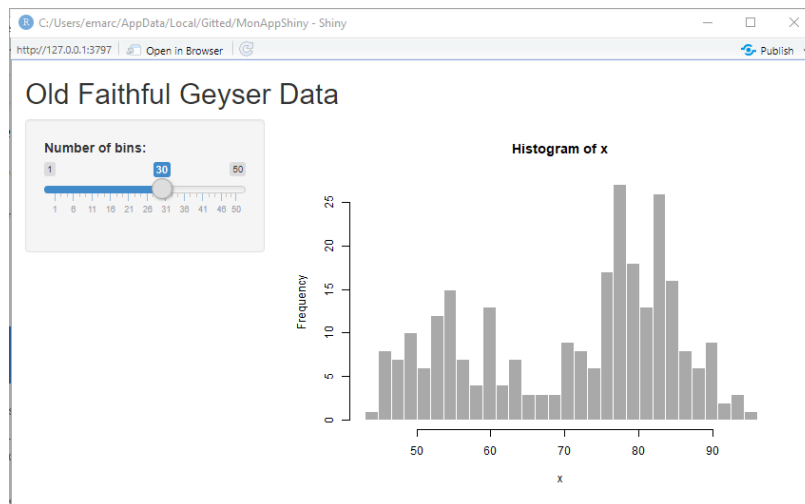 C:/Users/emarc/AppData/Local/Gitted/MonAppShiny - Shiny
http://127.0.0.1:3797 Open in Browser Publish
Old Faithful Geyser Data
Number of bins:
1 30 50
1 6 11 16 21 26 31 36 41 46 50
Histogram of x
Frequency
25
20
15
10
5
0
50 60 70 80 90
x